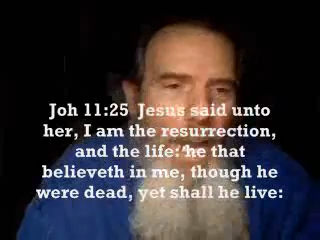 Joh 11:25  Jesus said unto
her, I am the resurrection,
and the life: he that
believeth in me, though he
were dead, yet shall he live: